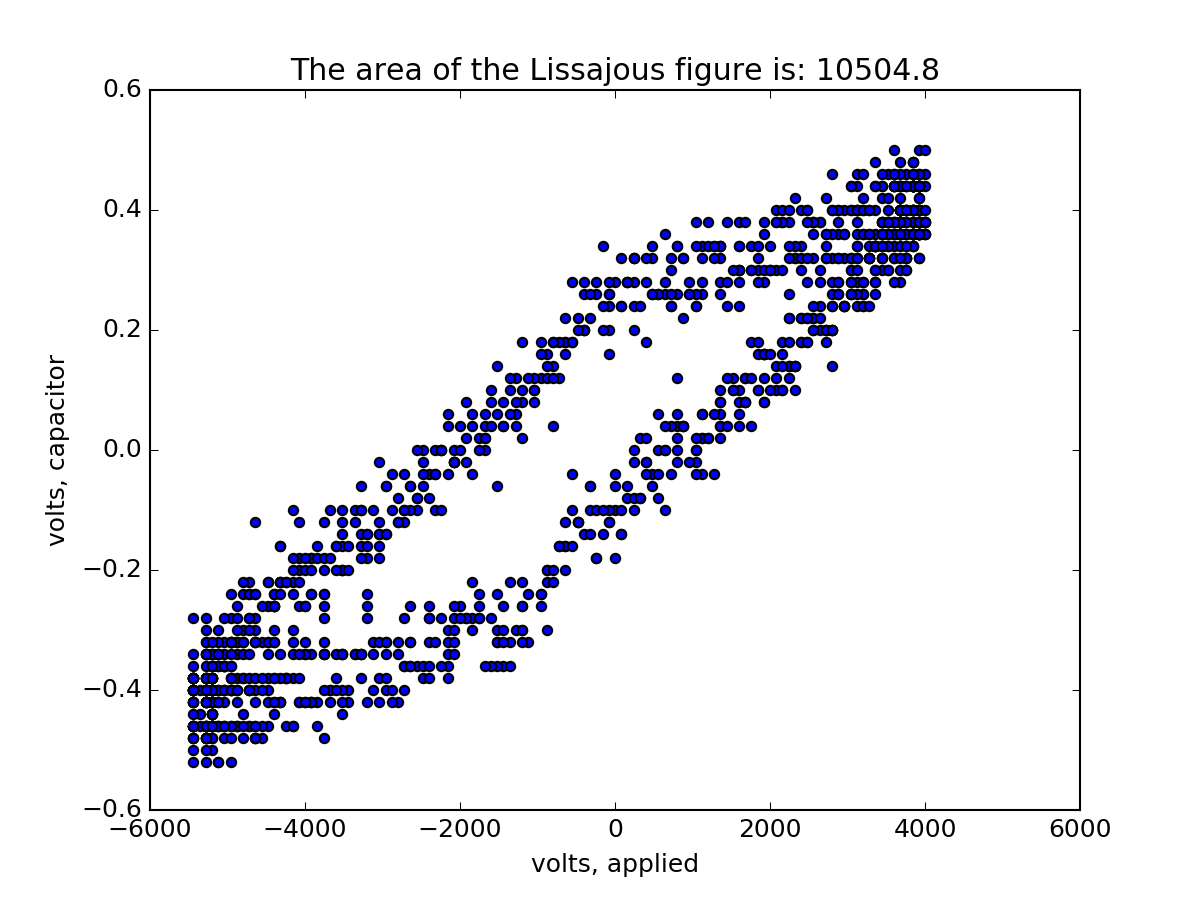 The area of the Lissajous figure is: 10504.8
0.6
0.4
0.2
0.0
−0.2
−0.4
−0.6
volts, capacitor
−6000 −4000 −2000 0 2000 4000 6000
volts, applied